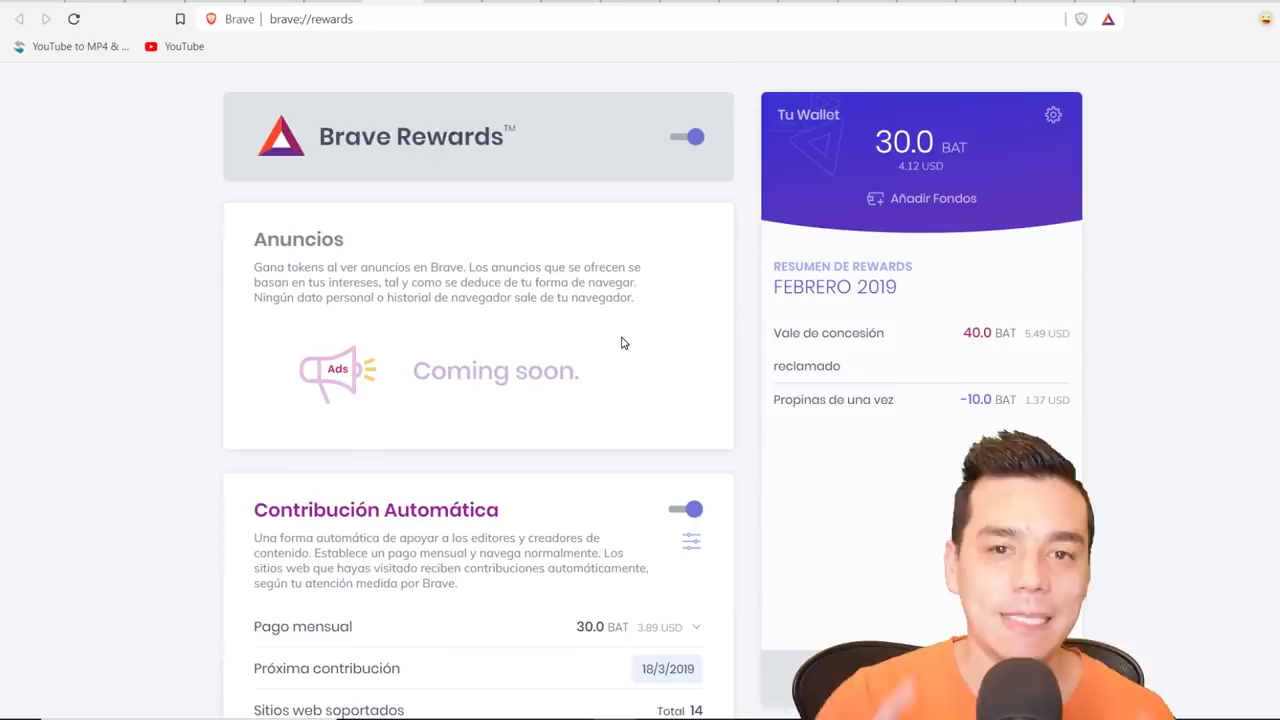 Brave | brave://rewards
YouTube to MP4 & ...
YouTube
Brave Rewards™
Anuncios
Gana tokens al ver anuncios en Brave. Los anuncios que se ofrecen se
basan en tus intereses, tal y como se deduce de tu forma de navegar.
Ningún dato personal o historial de navegador sale de tu navegador.
Ads
Coming soon.
Contribución Automática
Una forma automática de apoyar a los editores y creadores de
contenido. Establece un pago mensual y navega normalmente. Los
sitios web que hayas visitado reciben contribuciones automáticamente,
según tu atención medida por Brave.
Pago mensual 30.0 BAT 3.89 USD
Próxima contribución 18/3/2019
Sitios web soportados Total 14
Tu Wallet
30.0 BAT
4.12 USD
Añadir Fondos
RESUMEN DE REWARDS
FEBRERO 2019
Vale de concesión 40.0 BAT 5.49 USD
reclamado
Propinas de una vez -10.0 BAT 1.37 USD